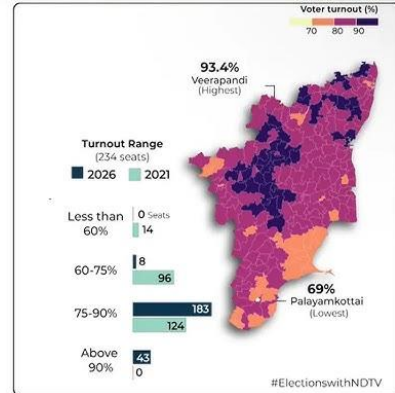 Voter turnout (%)
70 80 90
93.4%
Veerapandi
(Highest)
Turnout Range
(234 seats)
2026 2021
Less than
60%
0 Seats
14
60-75%
8
96
75-90%
183
124
Above
90%
43
0
69%
Palayamkottai
(Lowest)
#ElectionswithNDTV